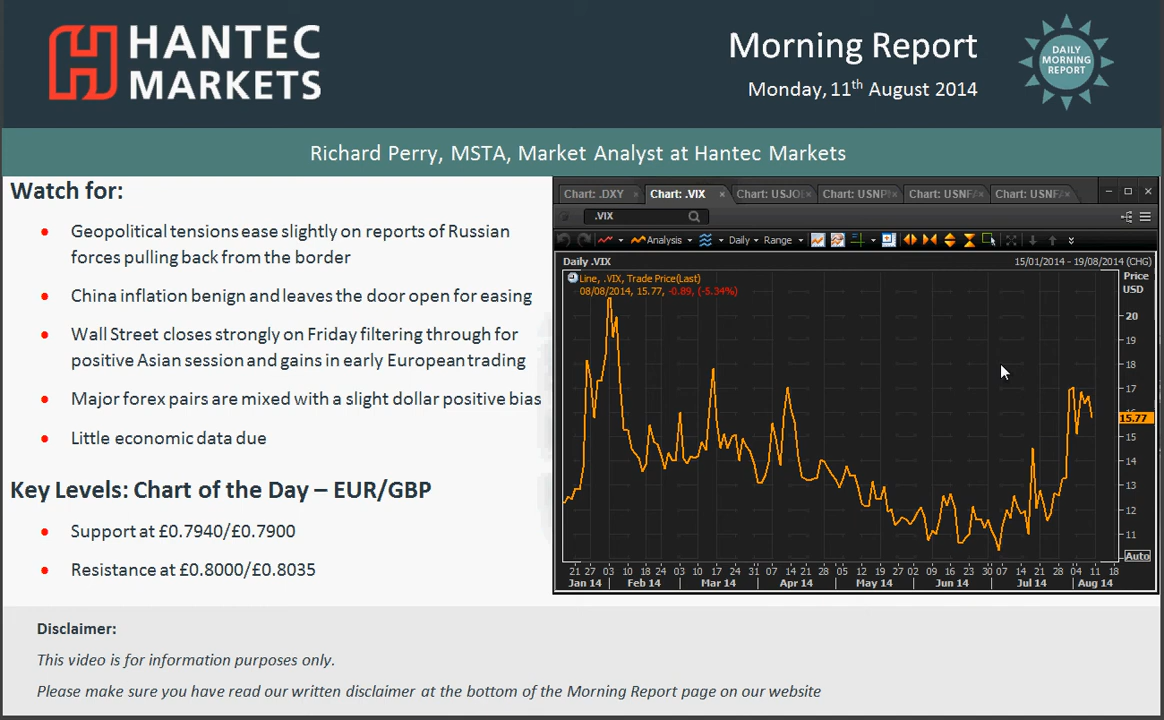 HANTEC
MARKETS
Morning Report
Monday, 11th August 2014
DAILY
MORNING
REPORT
Richard Perry, MSTA, Market Analyst at Hantec Markets
Watch for:
• Geopolitical tensions ease slightly on reports of Russian
forces pulling back from the border
• China inflation benign and leaves the door open for easing
• Wall Street closes strongly on Friday filtering through for
positive Asian session and gains in early European trading
• Major forex pairs are mixed with a slight dollar positive bias
• Little economic data due
Key Levels: Chart of the Day – EUR/GBP
• Support at £0.7940/£0.7900
• Resistance at £0.8000/£0.8035
Chart: .DXY Chart: .VIX Chart: USJO Chart: USNP Chart: USNF Chart: USNF
.VIX
Analysis Daily Range
Daily .VIX 15/01/2014 - 19/08/2014 (CHG)
Line, .VIX, Trade Price(Last)
08/08/2014, 15.77, -0.89, (-5.34%)
Price
USD
20
19
18
17
16
15.77
15
14
13
12
11
Auto
21 27 03 10 18 24 03 10 17 24 31 07 14 21 28 05 12 19 27 02 09 16 23 30 07 14 21 28 04 11 18
Jan 14 Feb 14 Mar 14 Apr 14 May 14 Jun 14 Jul 14 Aug 14
Disclaimer:
This video is for information purposes only.
Please make sure you have read our written disclaimer at the bottom of the Morning Report page on our website